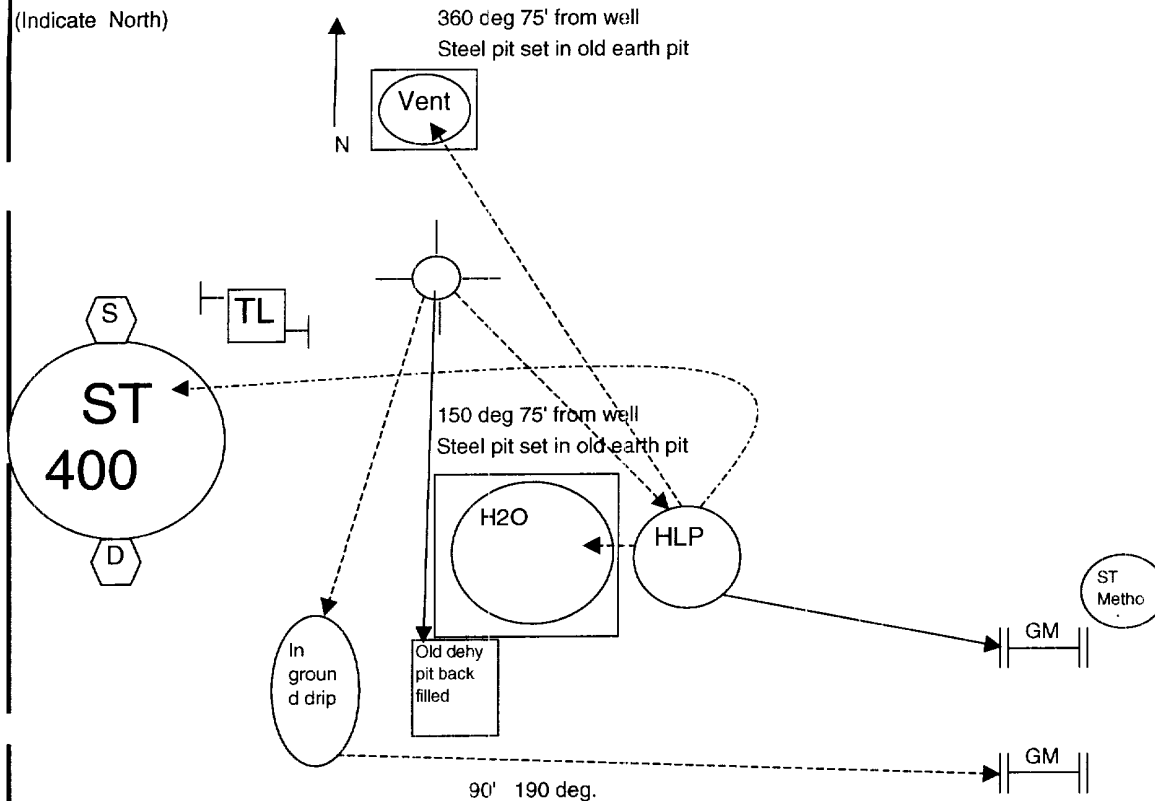 (Indicate North)
360 deg 75' from well
Steel pit set in old earth pit
Vent
N
S
TL
ST
400
150 deg 75' from well
Steel pit set in old earth pit
H2O
HLP
D
ST
Metho
GM
In
groun
d drip
Old dehy
pit back
filled
GM
90' 190 deg.